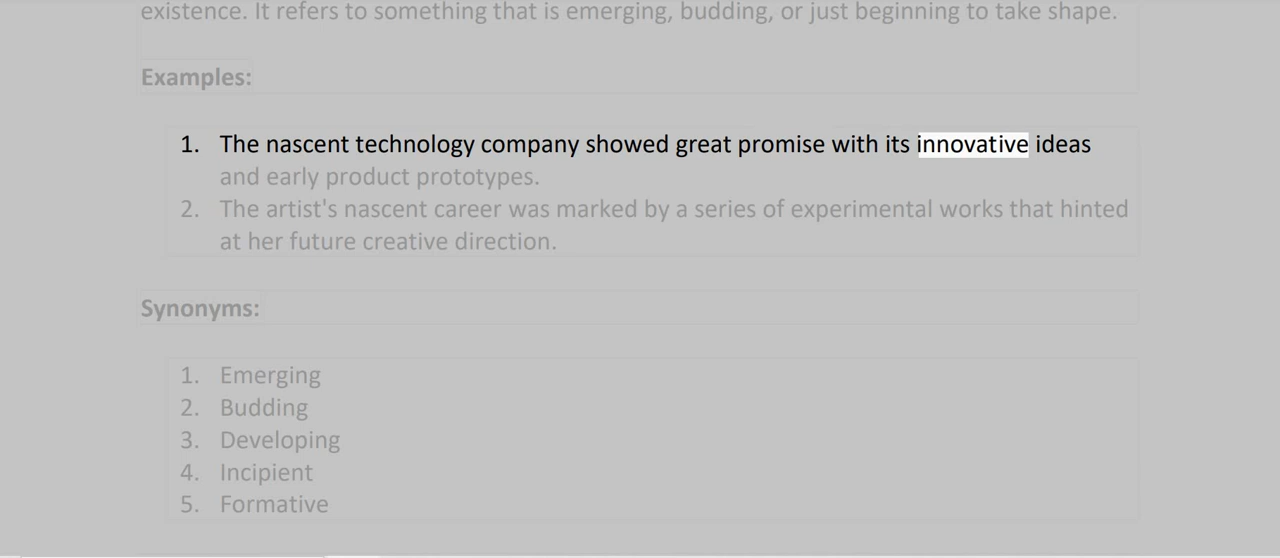 existence. It refers to something that is emerging, budding, or just beginning to take shape.
Examples:
1. The nascent technology company showed great promise with its innovative ideas
and early product prototypes.
2. The artist's nascent career was marked by a series of experimental works that hinted
at her future creative direction.
Synonyms:
1. Emerging
2. Budding
3. Developing
4. Incipient
5. Formative